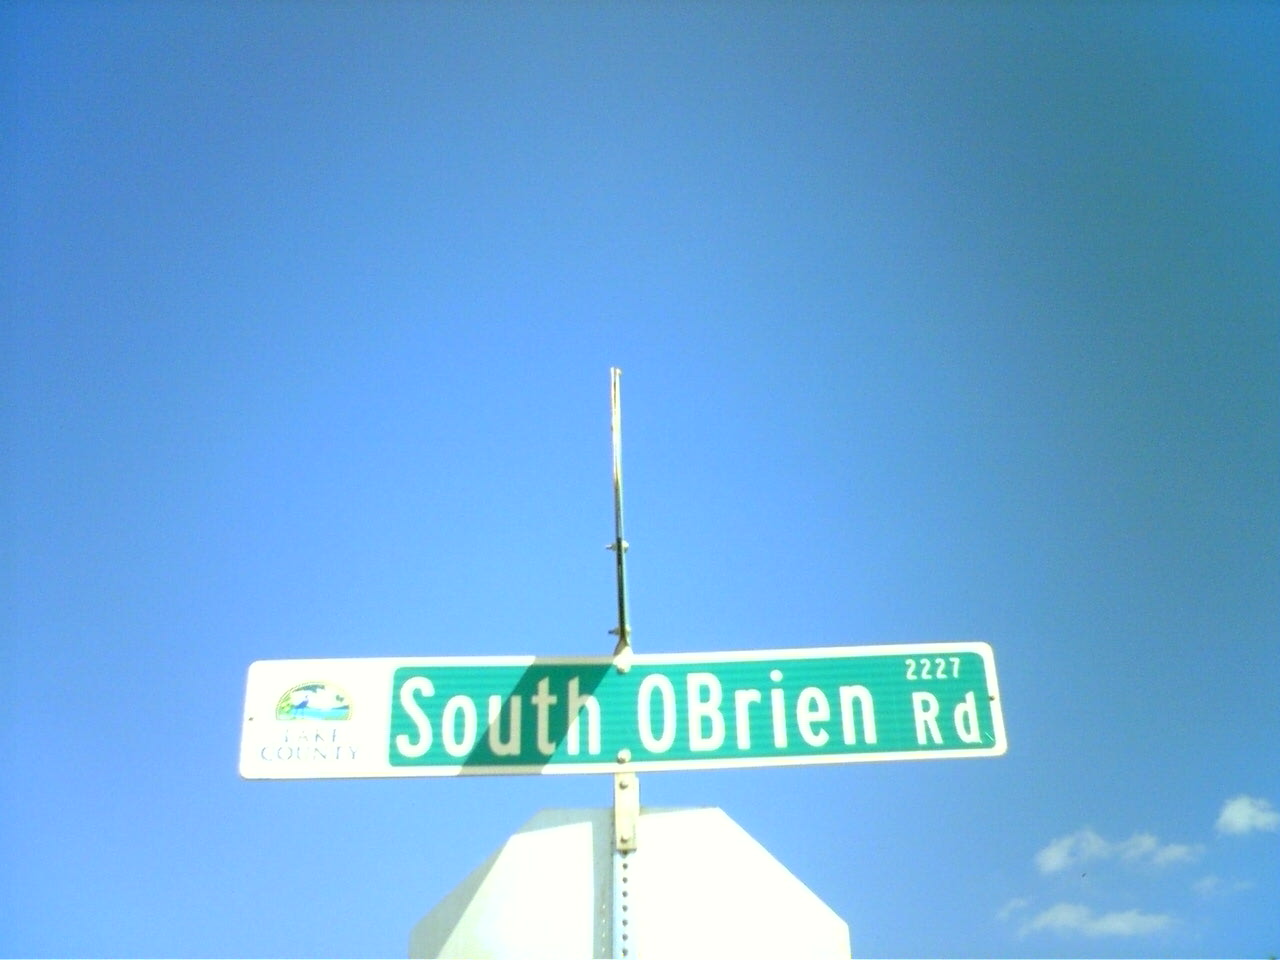 LAKE
COUNTY
South OBrien Rd
2227